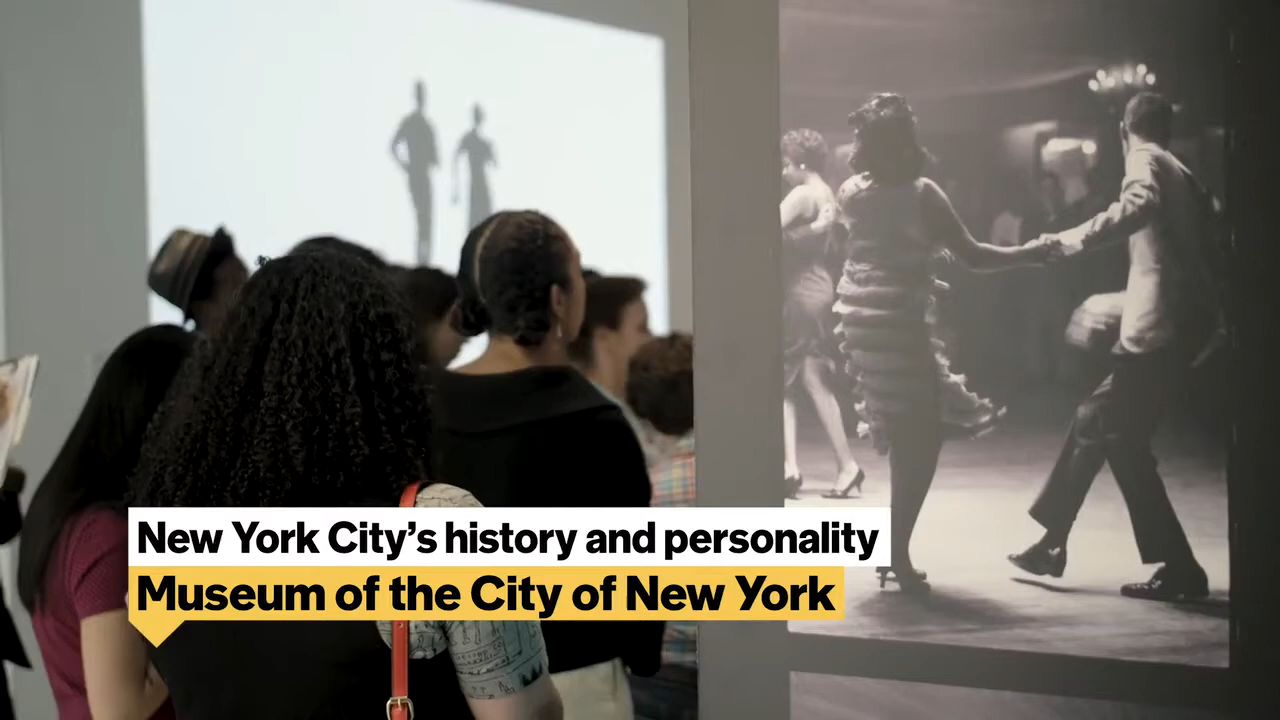 New York City’s history and personality
Museum of the City of New York